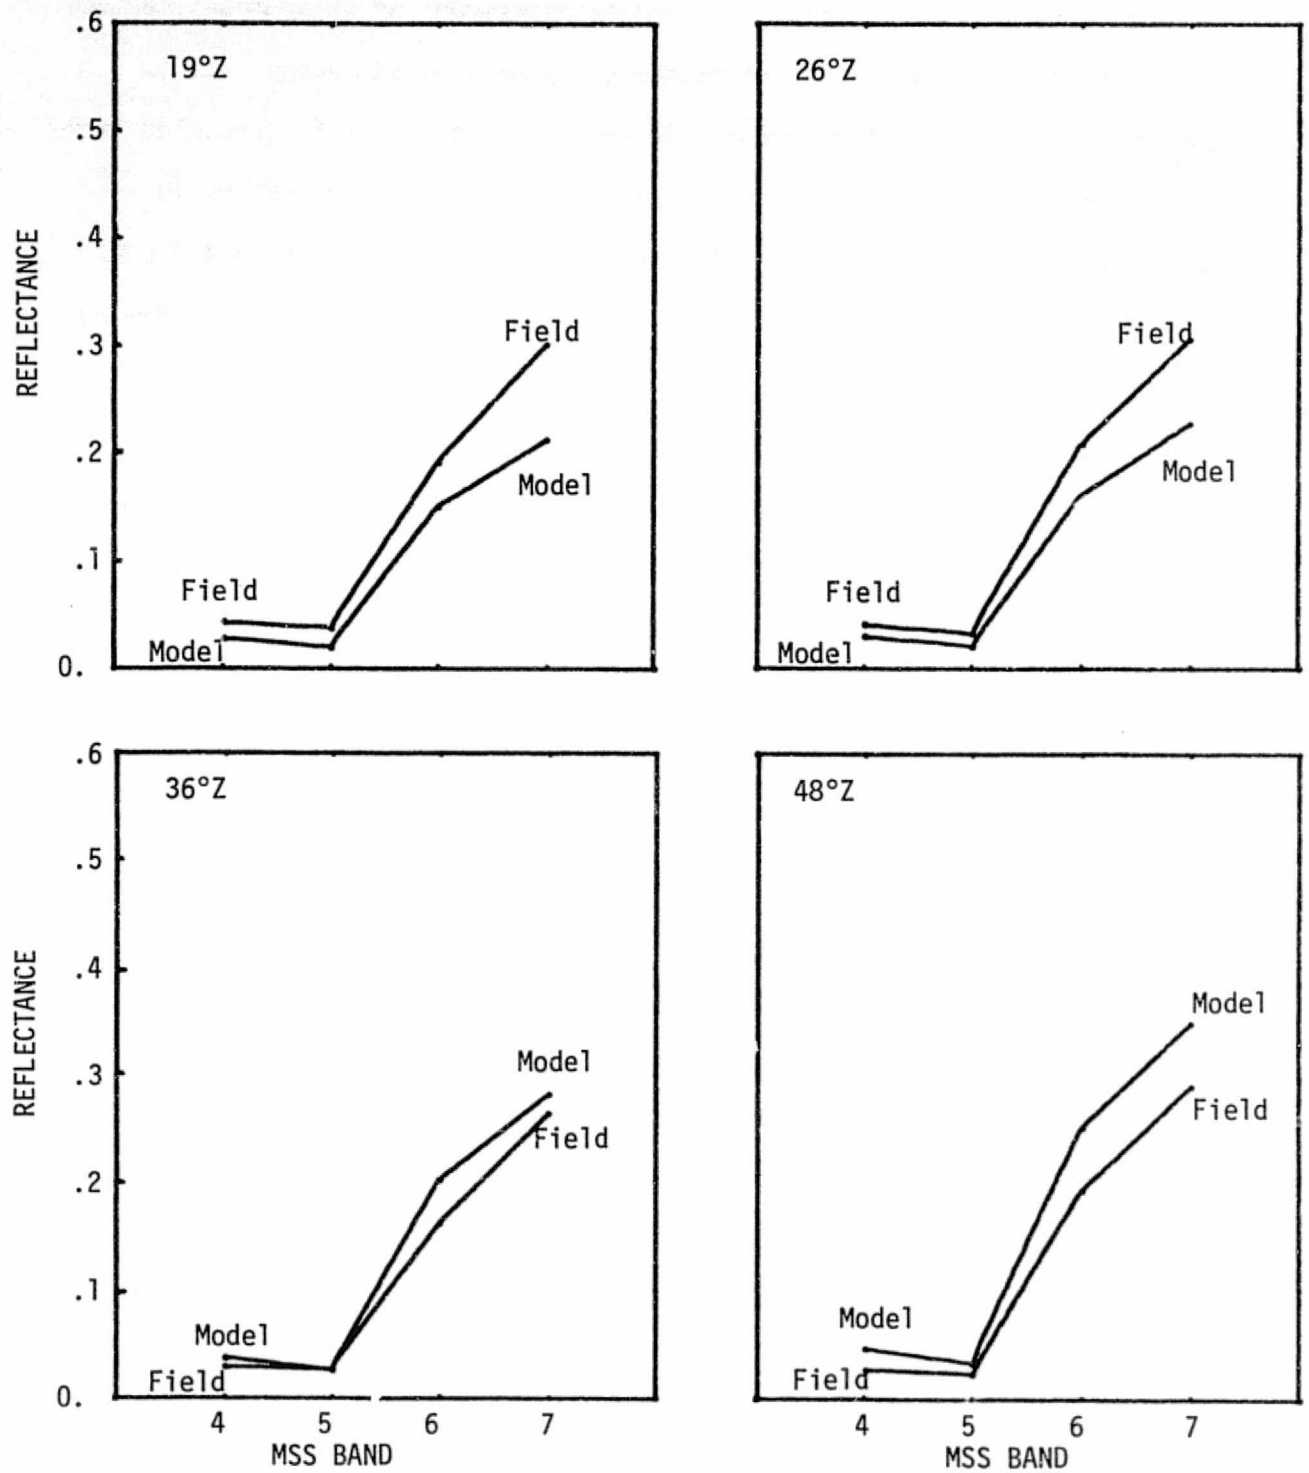 .6
19°Z
.5
.4
.3
.2
.1
0.
REFLECTANCE
Field
Model
Field
Model
26°Z
Field
Model
Field
Model
.6
36°Z
.5
.4
.3
.2
.1
0.
REFLECTANCE
Model
Field
Model
Field
4 5 6 7
MSS BAND
48°Z
Model
Field
Model
Field
4 5 6 7
MSS BAND